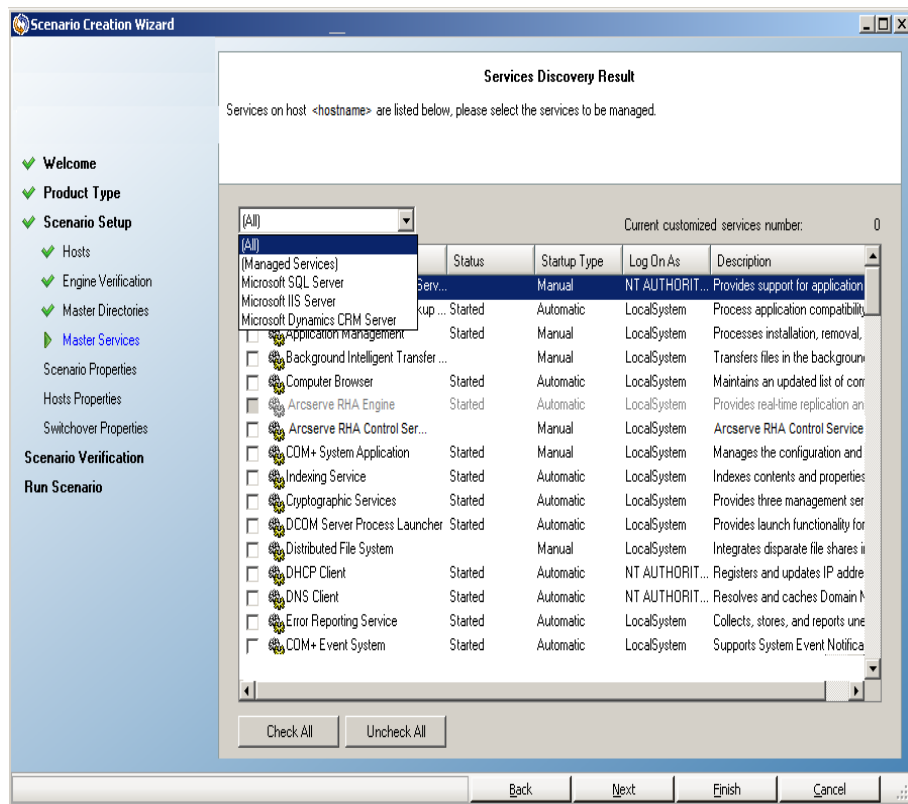 Scenario Creation Wizard
Services Discovery Result
Services on host <hostname> are listed below, please select the services to be managed.
Welcome
Product Type
Scenario Setup
Hosts
Engine Verification
Master Directories
Master Services
Scenario Properties
Hosts Properties
Switchover Properties
Scenario Verification
Run Scenario
(All)
Current customized services number: 0
(All)
(Managed Services)
Microsoft SQL Server
Microsoft IIS Server
Microsoft Dynamics CRM Server
Status Startup Type Log On As Description
Serv... Manual NT AUTHORIT... Provides support for application
kup ... Started Automatic LocalSystem Process application compatibility
Application Management Started Manual LocalSystem Processes installation, removal,
Background Intelligent Transfer ... Manual LocalSystem Transfers files in the backgroun
Computer Browser Started Automatic LocalSystem Maintains an updated list of com
Arcserve RHA Engine Started Automatic LocalSystem Provides real-time replication an
Arcserve RHA Control Ser... Manual LocalSystem Arcserve RHA Control Service
COM+ System Application Started Manual LocalSystem Manages the configuration and
Indexing Service Started Automatic LocalSystem Indexes contents and properties
Cryptographic Services Started Automatic LocalSystem Provides three management ser
DCOM Server Process Launcher Started Automatic LocalSystem Provides launch functionality for
Distributed File System Manual LocalSystem Integrates disparate file shares i
DHCP Client Started Automatic NT AUTHORIT... Registers and updates IP addre
DNS Client Started Automatic NT AUTHORIT... Resolves and caches Domain N
Error Reporting Service Started Automatic LocalSystem Collects, stores, and reports une
COM+ Event System Started Automatic LocalSystem Supports System Event Notifica
Check All Uncheck All
Back Next Finish Cancel